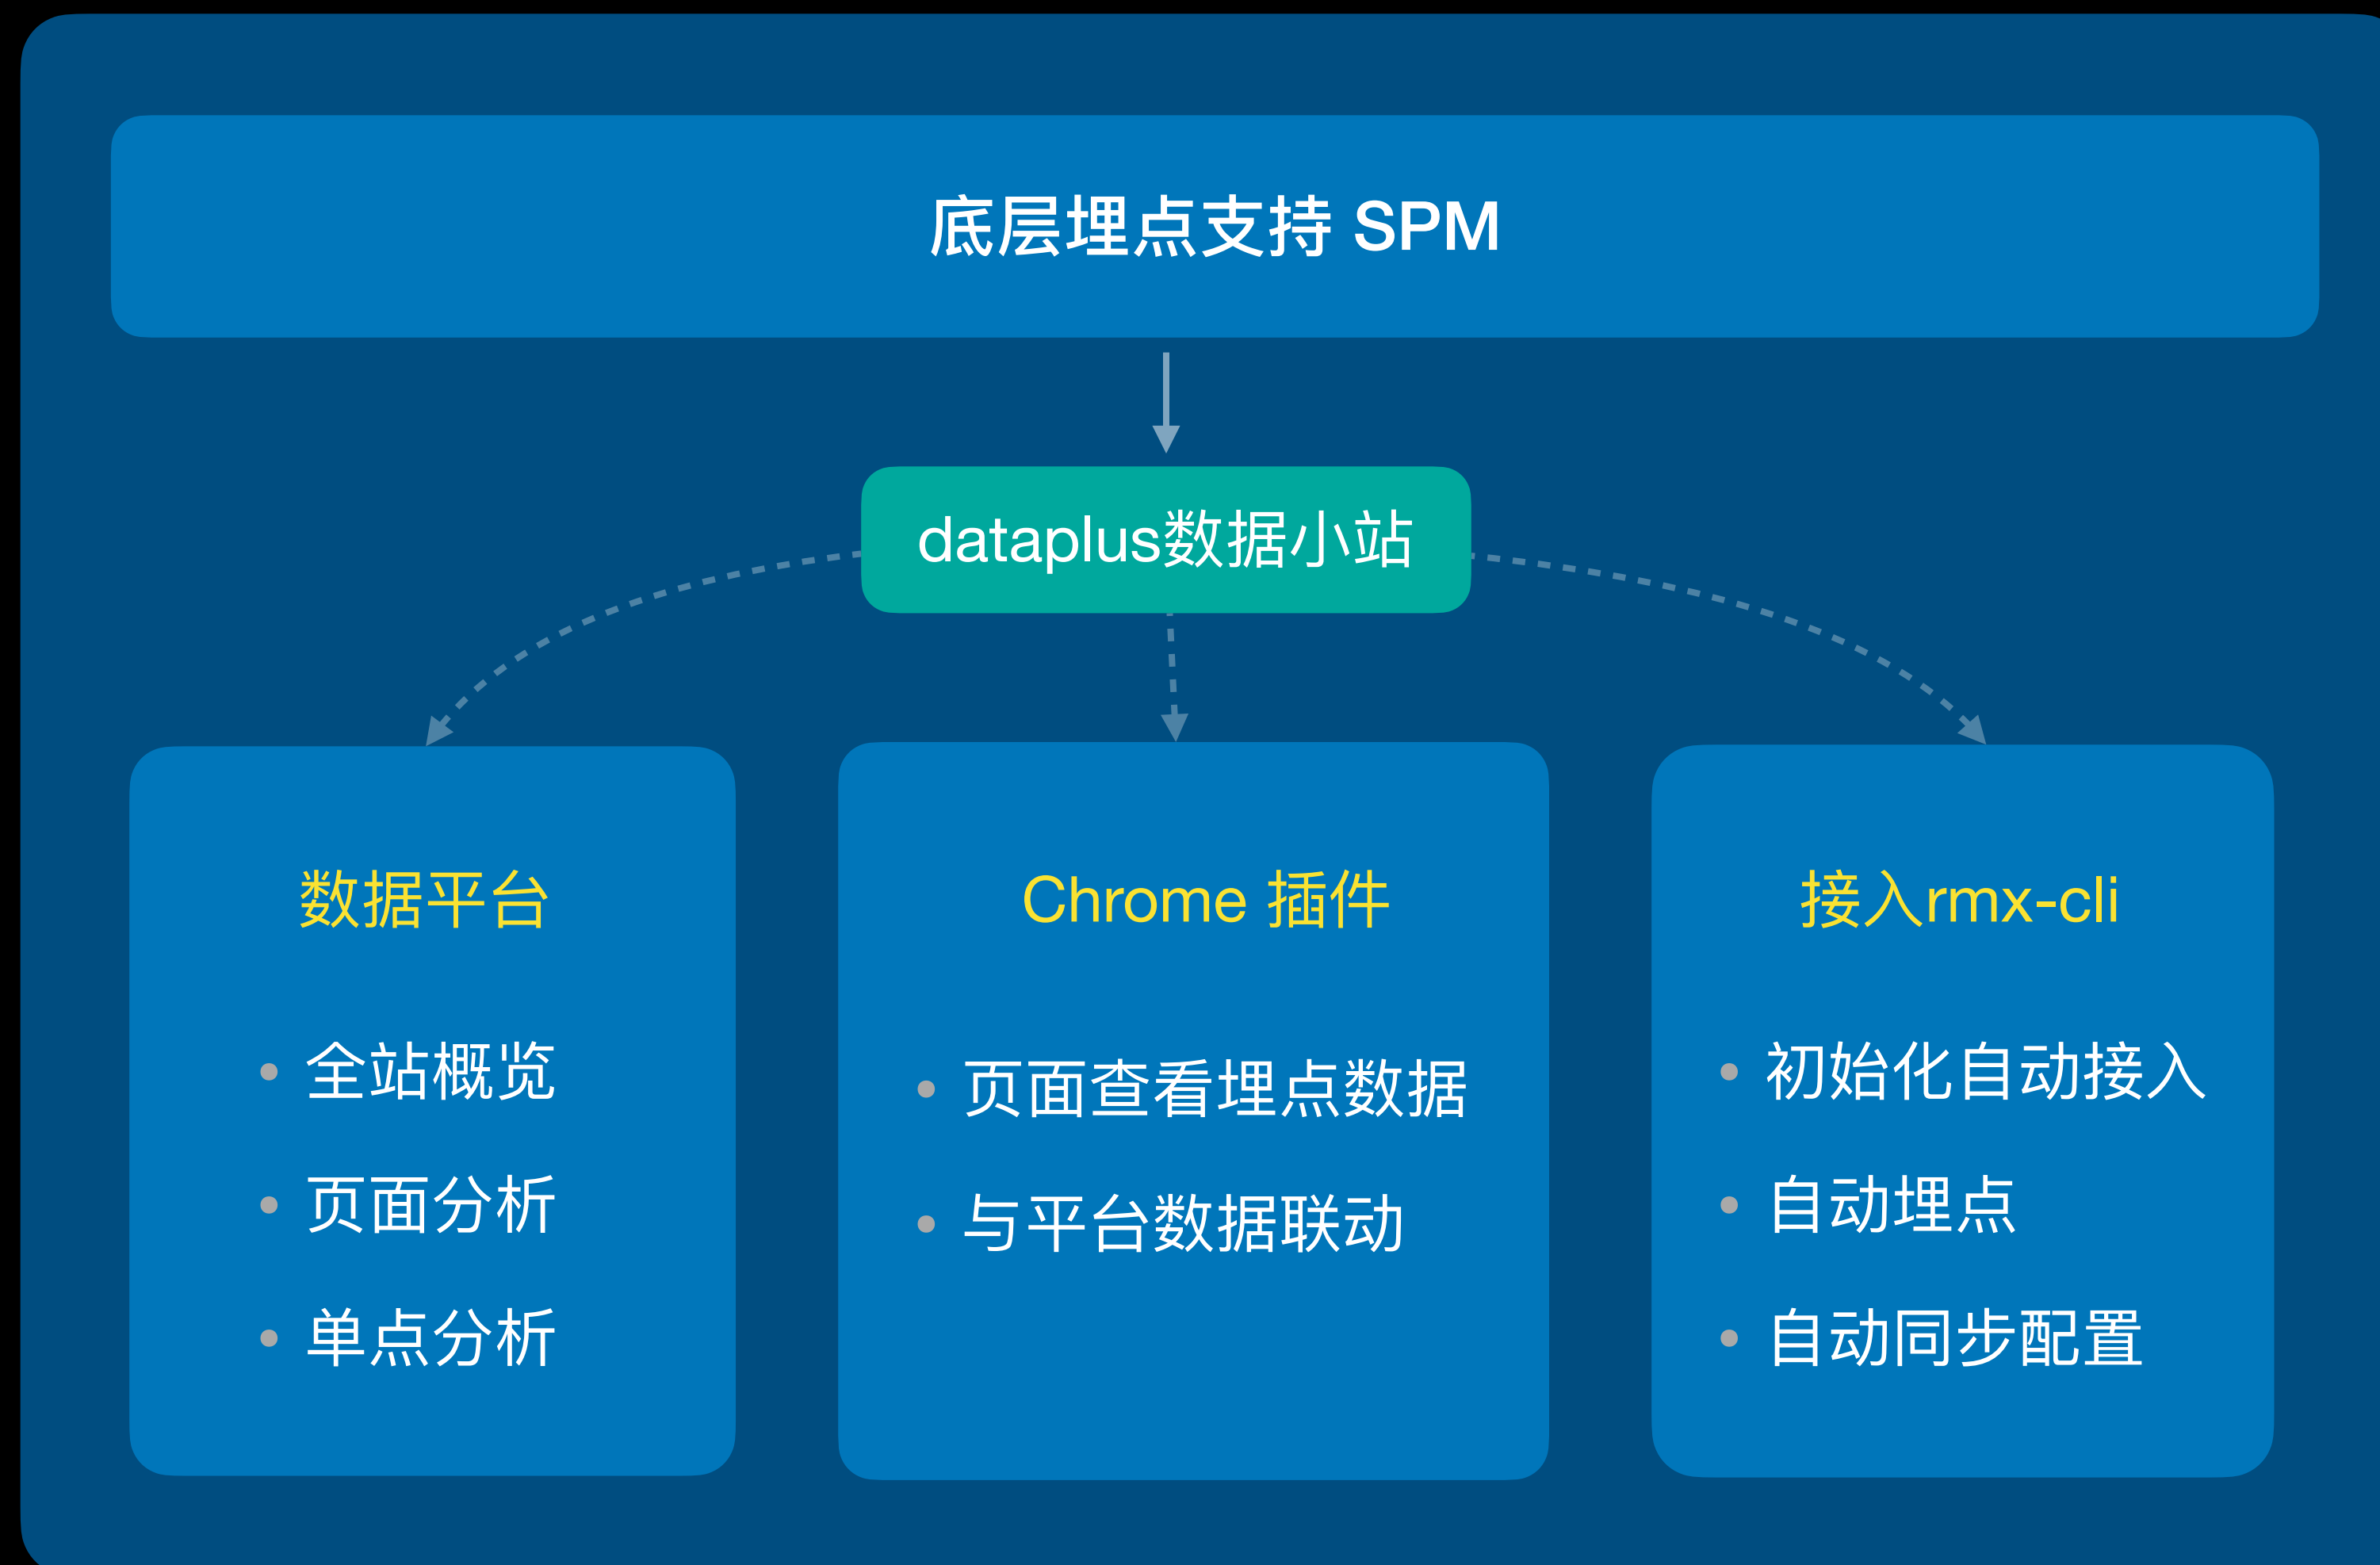 底层埋点支持 SPM
dataplus数据小站
数据平台
全站概览
页面分析
单点分析
Chrome 插件
页面查看埋点数据
与平台数据联动
接入rmx-cli
初始化自动接入
自动埋点
自动同步配置